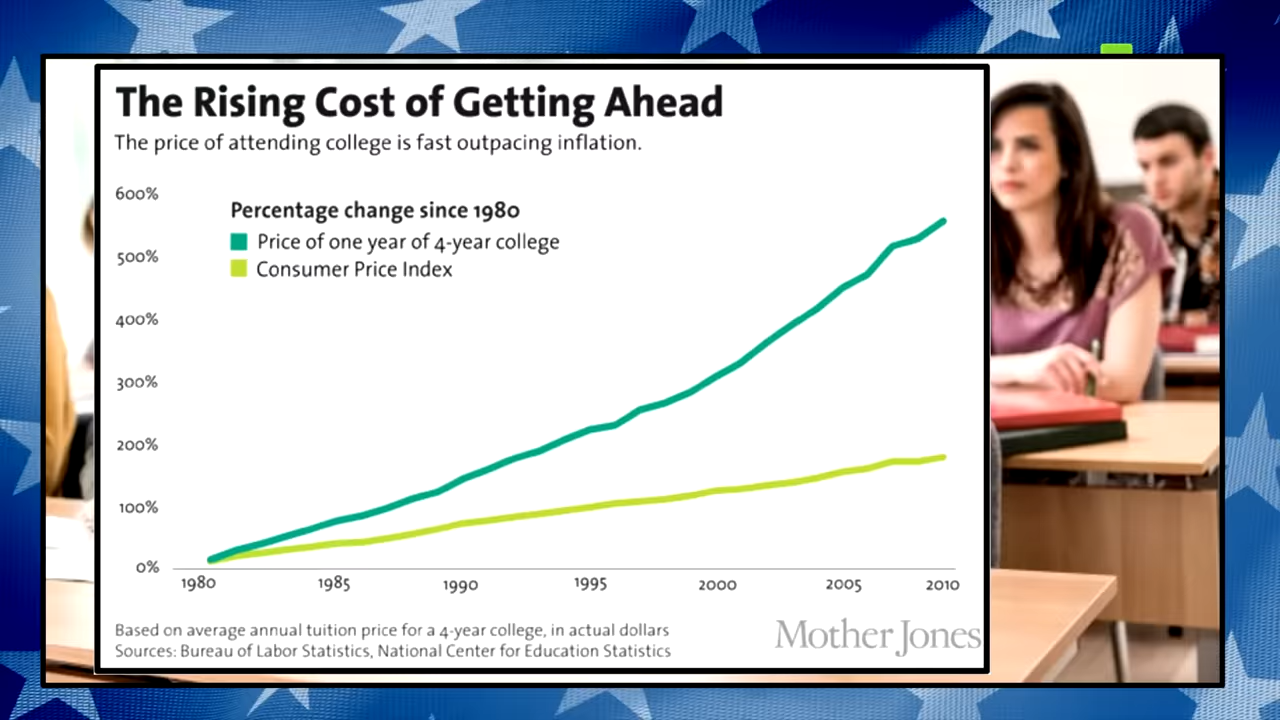 The Rising Cost of Getting Ahead
The price of attending college is fast outpacing inflation.
600%
Percentage change since 1980
Price of one year of 4-year college
500%
Consumer Price Index
400%
300%
200%
100%
0%
1980 1985 1990 1995 2000 2005 2010
Based on average annual tuition price for a 4-year college, in actual dollars
Sources: Bureau of Labor Statistics, National Center for Education Statistics
Mother Jones